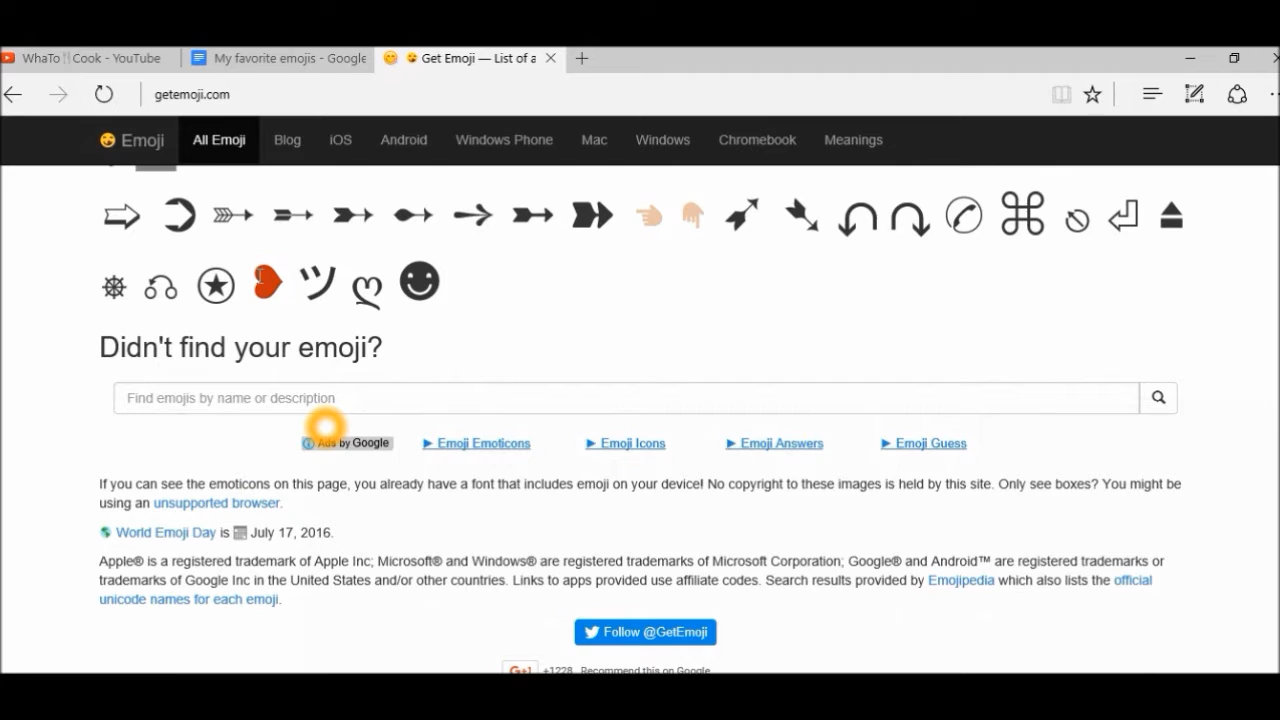 WhaTo🍴Cook - YouTube
My favorite emojis - Google
Get Emoji — List of a
getemoji.com
Emoji All Emoji Blog iOS Android Windows Phone Mac Windows Chromebook Meanings
ツ ღ
Didn't find your emoji?
Find emojis by name or description
Ads by Google ► Emoji Emoticons ► Emoji Icons ► Emoji Answers ► Emoji Guess
If you can see the emoticons on this page, you already have a font that includes emoji on your device! No copyright to these images is held by this site. Only see boxes? You might be
using an unsupported browser.
World Emoji Day is July 17, 2016.
Apple® is a registered trademark of Apple Inc; Microsoft® and Windows® are registered trademarks of Microsoft Corporation; Google® and Android™ are registered trademarks or
trademarks of Google Inc in the United States and/or other countries. Links to apps provided use affiliate codes. Search results provided by Emojipedia which also lists the official
unicode names for each emoji.
Follow @GetEmoji
G+1 +1228 Recommend this on Google